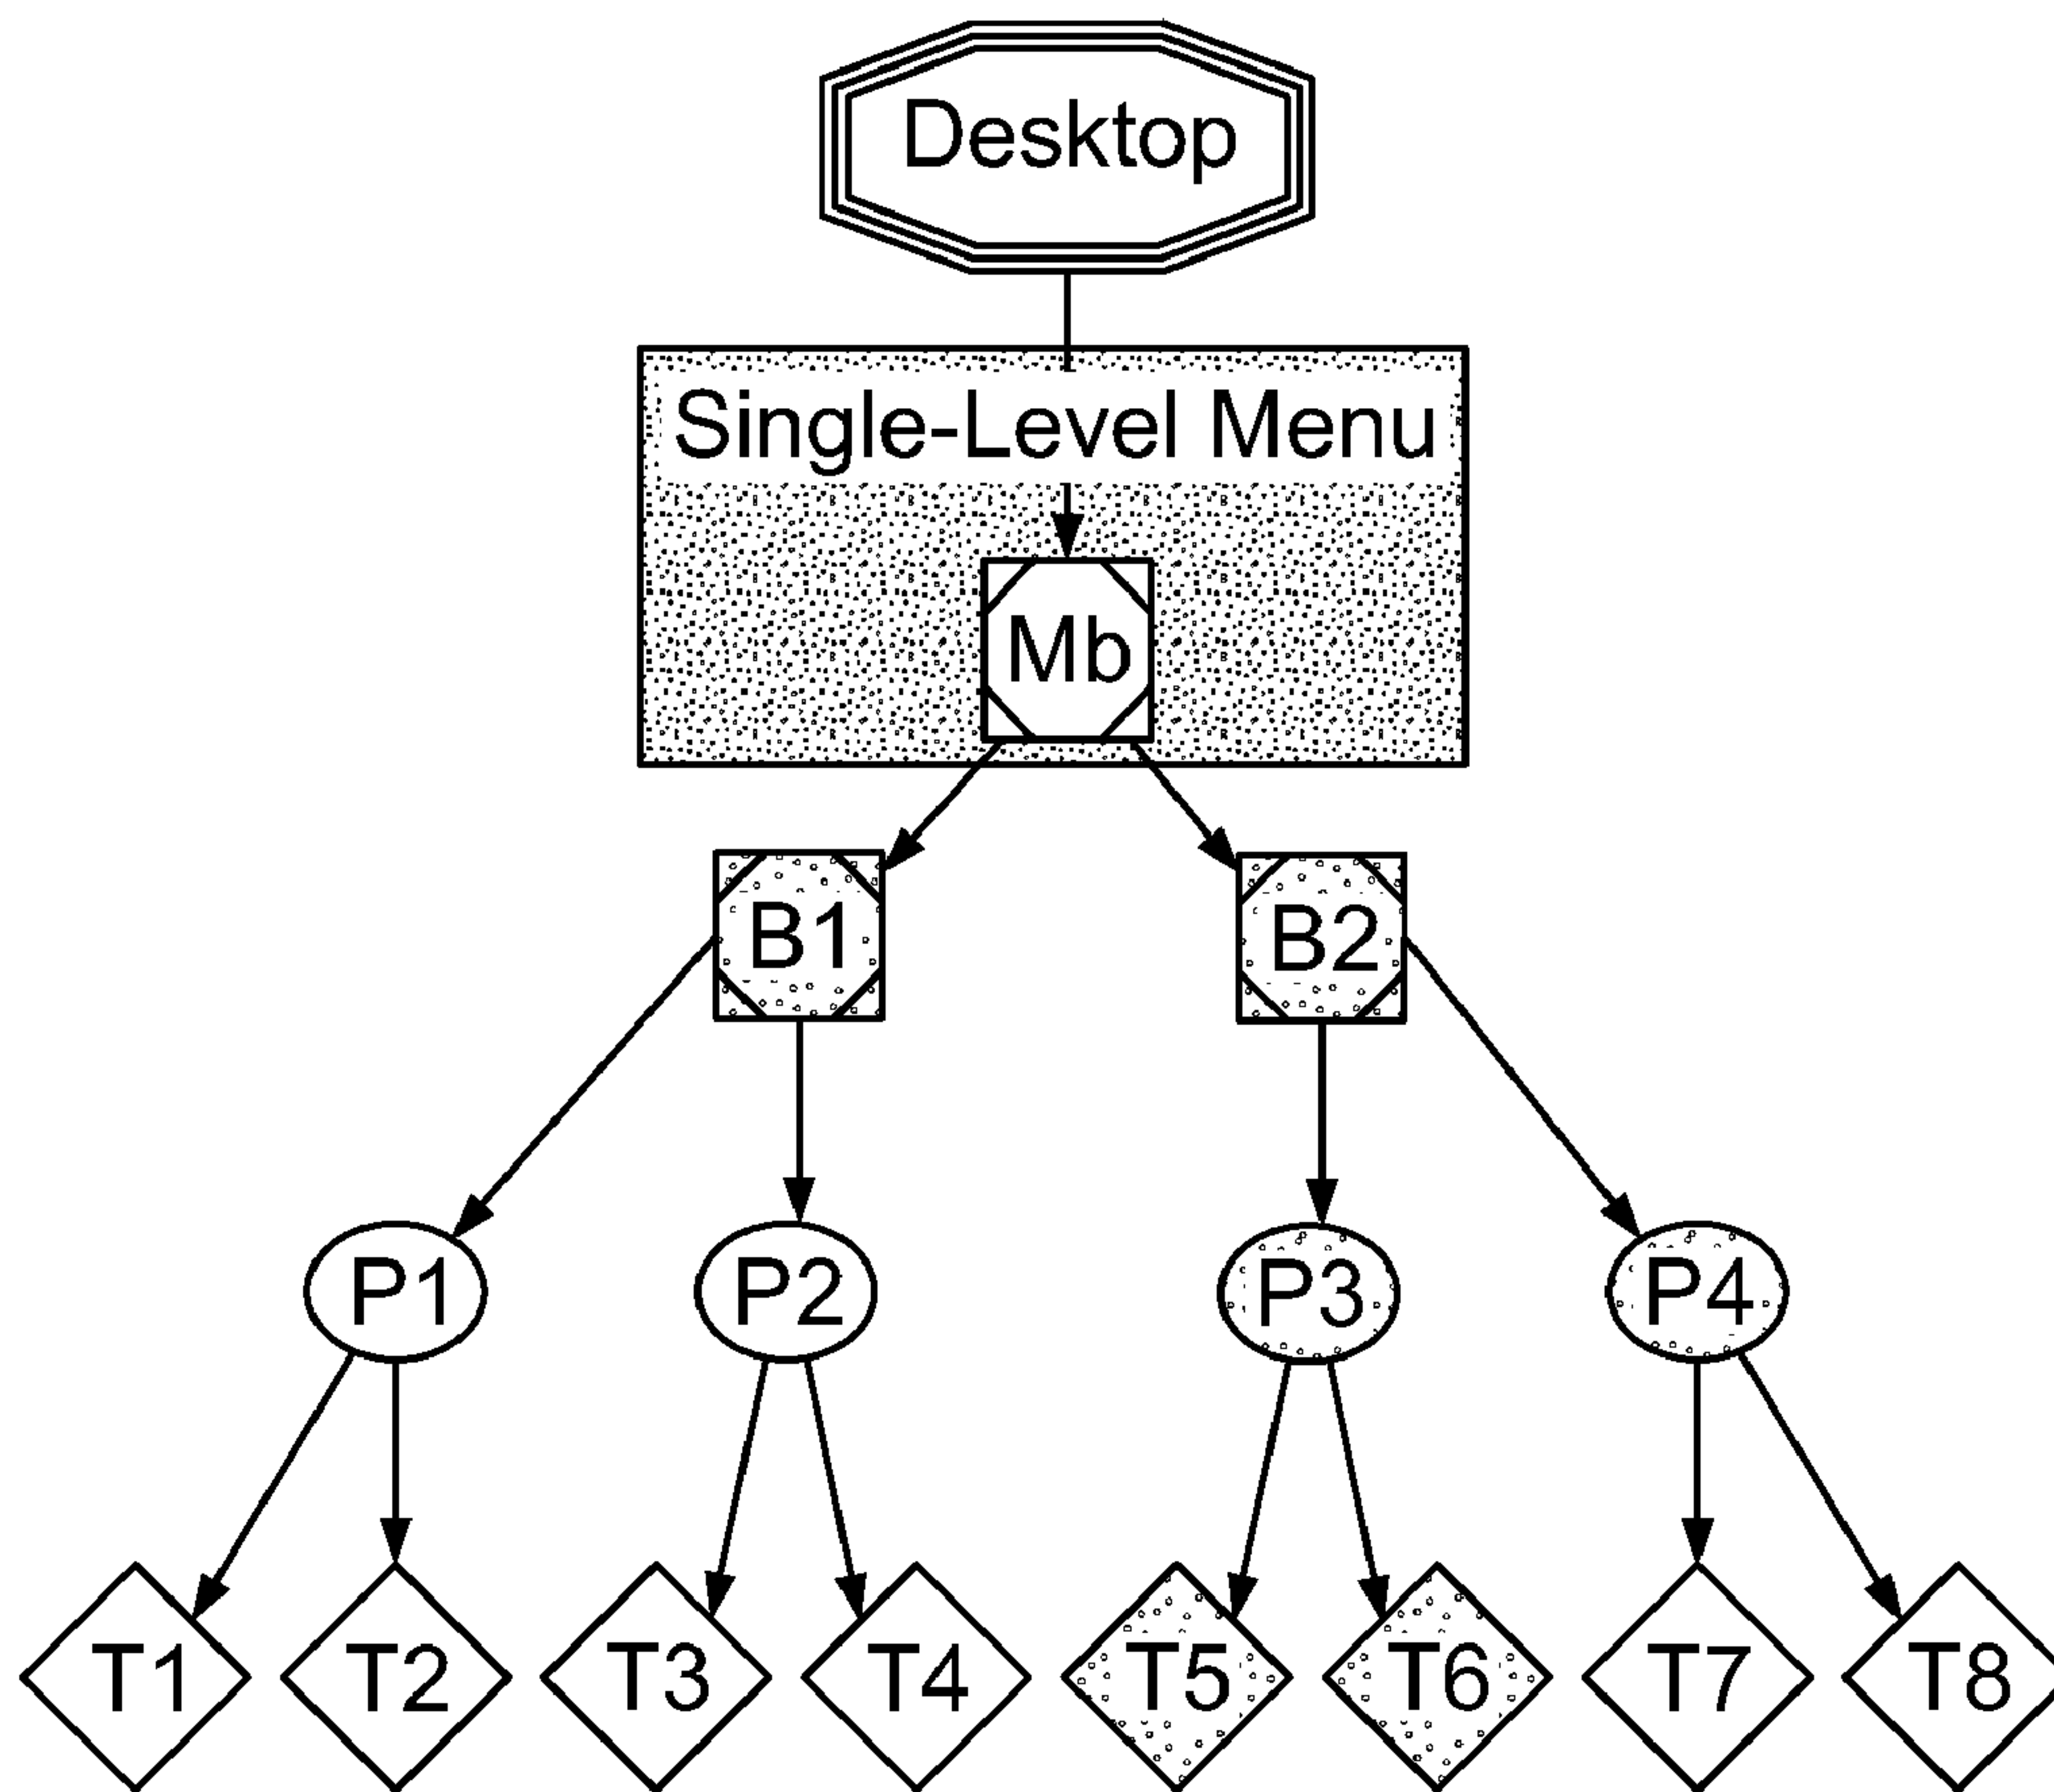 Desktop
Single-Level Menu
Mb
B1 B2
P1 P2 P3 P4
T1 T2 T3 T4 T5 T6 T7 T8